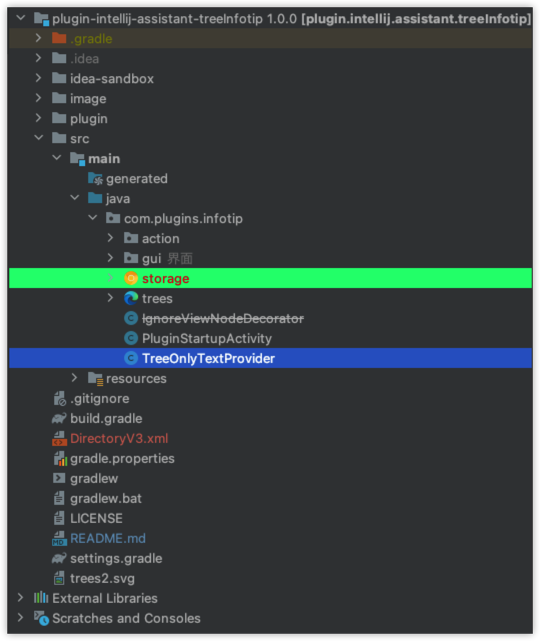 plugin-intellij-assistant-treeInfotip 1.0.0 [plugin.intellij.assistant.treeInfotip]
.gradle
.idea
idea-sandbox
image
plugin
src
main
generated
java
com.plugins.infotip
action
gui 界面
storage
trees
IgnoreViewNodeDecorator
PluginStartupActivity
TreeOnlyTextProvider
resources
.gitignore
build.gradle
DirectoryV3.xml
gradle.properties
gradlew
gradlew.bat
LICENSE
README.md
settings.gradle
trees2.svg
External Libraries
Scratches and Consoles